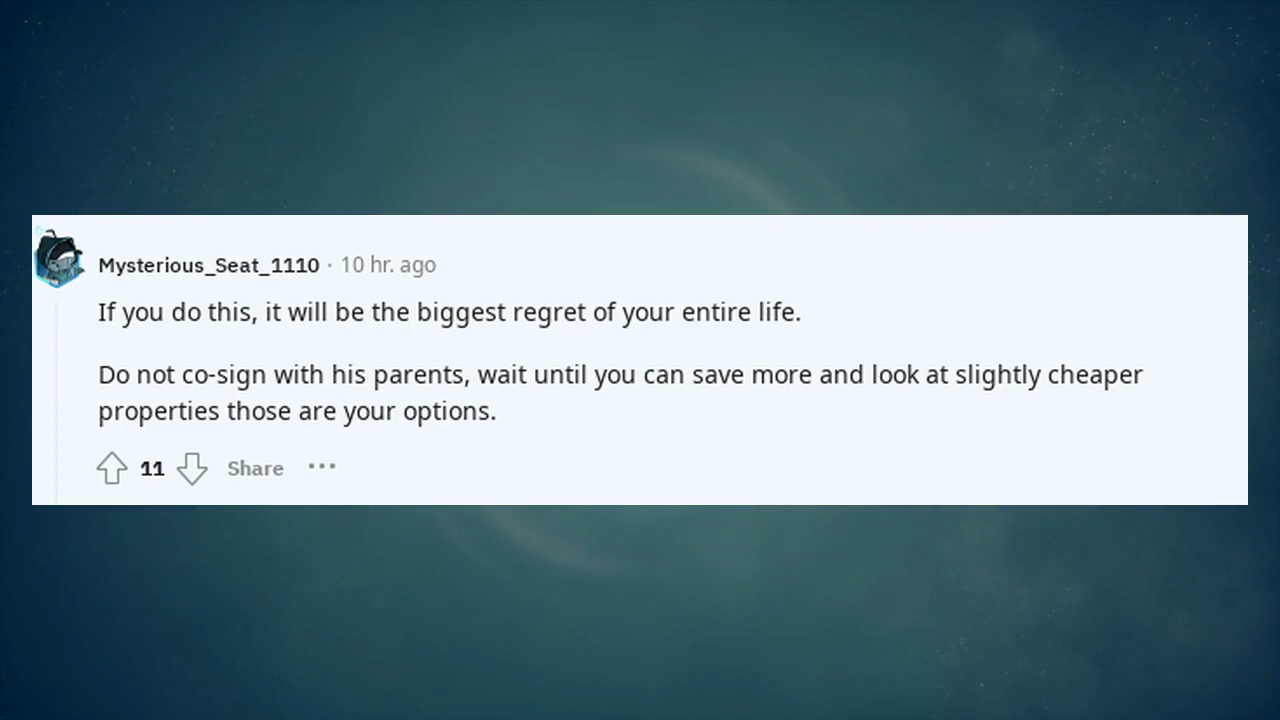 Mysterious_Seat_1110 · 10 hr. ago
If you do this, it will be the biggest regret of your entire life.
Do not co-sign with his parents, wait until you can save more and look at slightly cheaper
properties those are your options.
11 Share •••